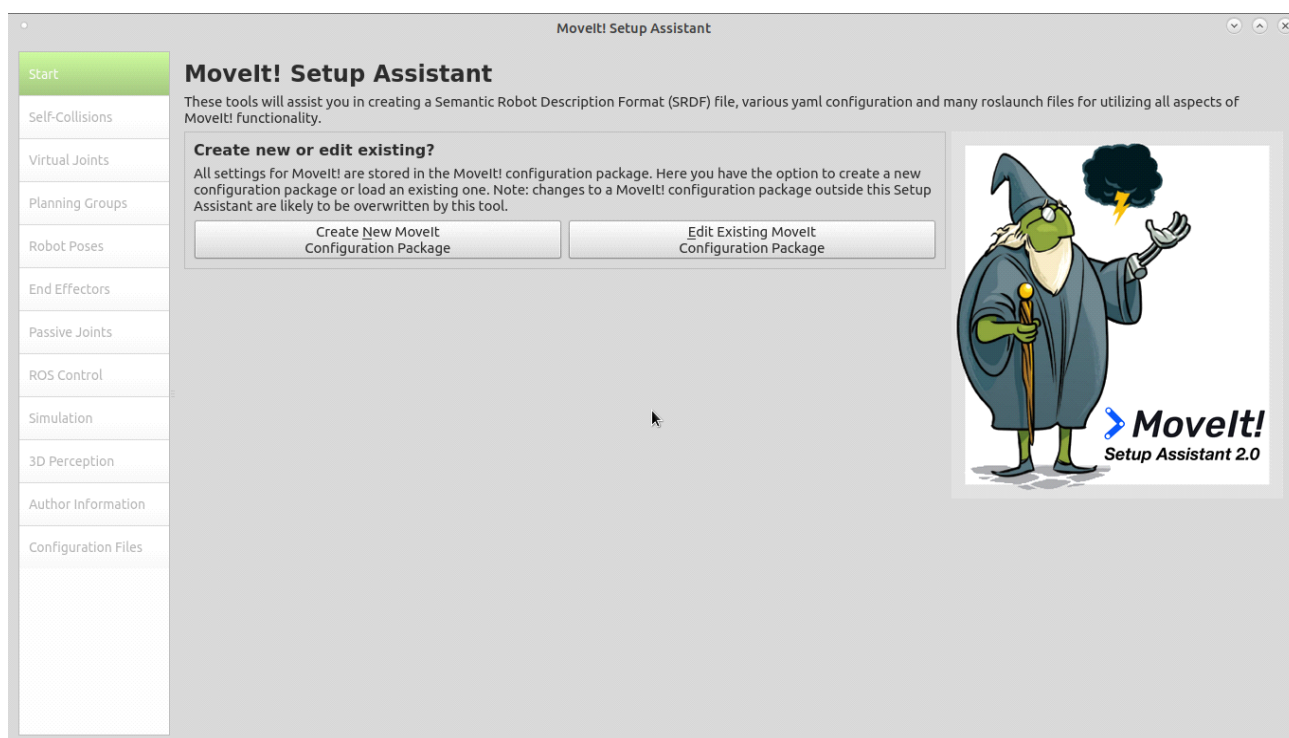 MoveIt! Setup Assistant
Start
Self-Collisions
Virtual Joints
Planning Groups
Robot Poses
End Effectors
Passive Joints
ROS Control
Simulation
3D Perception
Author Information
Configuration Files
MoveIt! Setup Assistant
These tools will assist you in creating a Semantic Robot Description Format (SRDF) file, various yaml configuration and many roslaunch files for utilizing all aspects of
MoveIt! functionality.
Create new or edit existing?
All settings for MoveIt! are stored in the MoveIt! configuration package. Here you have the option to create a new
configuration package or load an existing one. Note: changes to a MoveIt! configuration package outside this Setup
Assistant are likely to be overwritten by this tool.
Create New MoveIt
Configuration Package
Edit Existing MoveIt
Configuration Package
MoveIt!
Setup Assistant 2.0